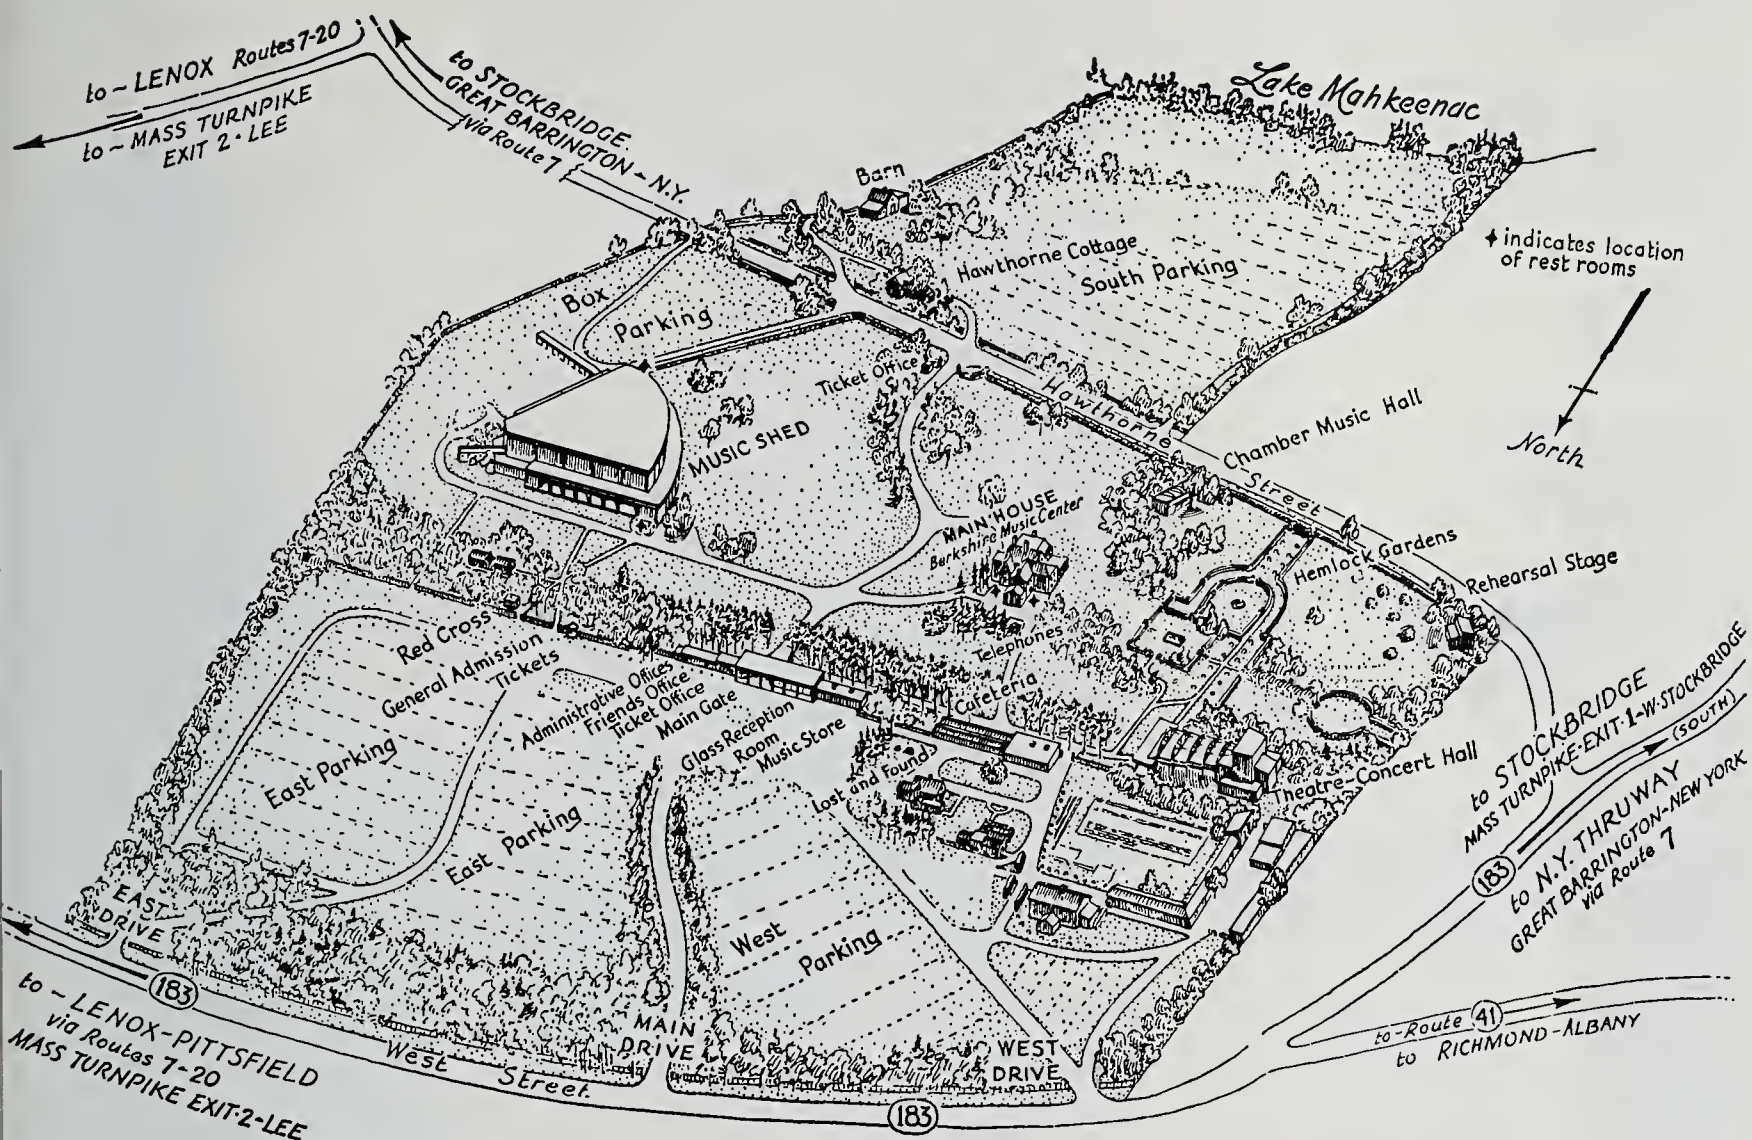 to ~ LENOX Routes 7-20
to ~ MASS TURNPIKE
EXIT 2 · LEE
to STOCKBRIDGE
GREAT BARRINGTON ~ N.Y.
via Route 7
Lake Mahkeenac
Barn
Hawthorne Cottage
South Parking
indicates location
of rest rooms
North
Box
Parking
Ticket Office
MUSIC SHED
Hawthorne
Street
Chamber Music Hall
MAIN HOUSE
Berkshire Music Center
Hemlock Gardens
Rehearsal Stage
Telephones
Red Cross
General Admission
Tickets
Administrative Offices
Friends Office
Ticket Office
Main Gate
Glass Reception
Room
Music Store
Cafeteria
Lost and Found
Theatre-Concert Hall
East Parking
East Parking
West
Parking
EAST
DRIVE
MAIN
DRIVE
WEST
DRIVE
to STOCKBRIDGE
MASS TURNPIKE·EXIT·1-W·STOCKBRIDGE
(SOUTH)
183
to N.Y. THRUWAY
GREAT BARRINGTON-NEW YORK
via Route 7
to-Route 41
to RICHMOND-ALBANY
183
to ~ LENOX-PITTSFIELD
via Routes 7-20
MASS TURNPIKE EXIT·2-LEE
West Street.
183